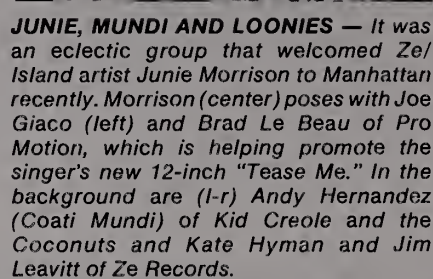 JUNIE, MUNDI AND LOONIES — It was
an eclectic group that welcomed Ze/
Island artist Junie Morrison to Manhattan
recently. Morrison (center) poses with Joe
Giaco (left) and Brad Le Beau of Pro
Motion, which is helping promote the
singer's new 12-inch "Tease Me." In the
background are (l-r) Andy Hernandez
(Coati Mundi) of Kid Creole and the
Coconuts and Kate Hyman and Jim
Leavitt of Ze Records.